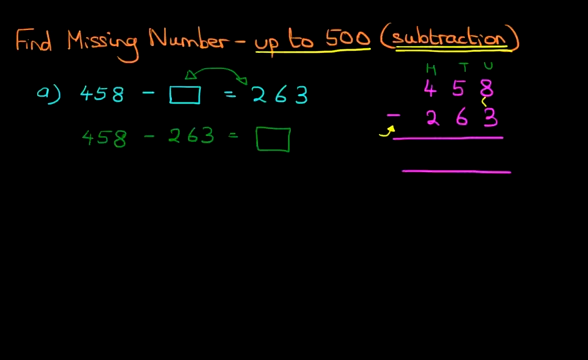 Find Missing Number - up to 500 (subtraction)
a) 458 - □ = 263
458 - 263 = □
H T U
4 5 8
- 2 6 3